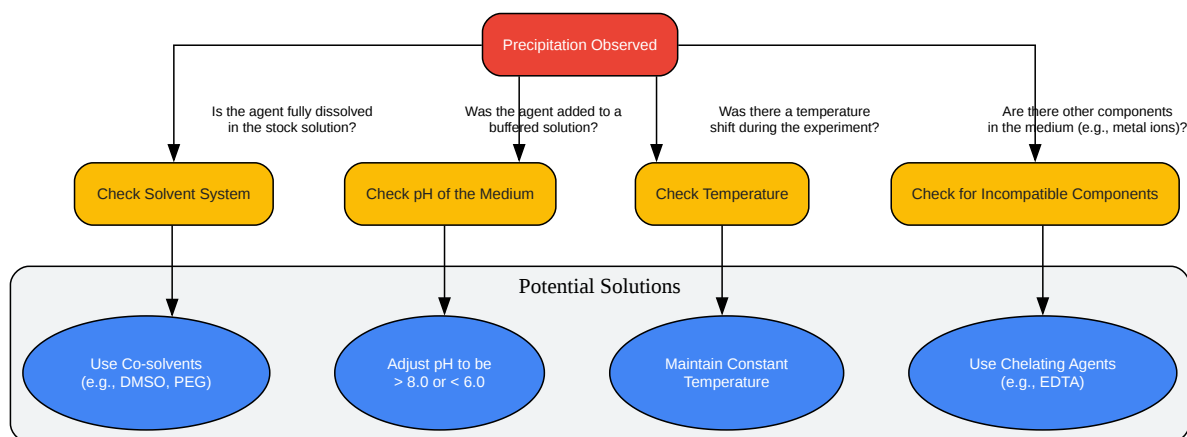 Precipitation Observed
Is the agent fully dissolved
in the stock solution?
Was the agent added to a
buffered solution?
Was there a temperature
shift during the experiment?
Are there other components
in the medium (e.g., metal ions)?
Check Solvent System
Check pH of the Medium
Check Temperature
Check for Incompatible Components
Potential Solutions
Use Co-solvents
(e.g., DMSO, PEG)
Adjust pH to be
> 8.0 or < 6.0
Maintain Constant
Temperature
Use Chelating Agents
(e.g., EDTA)